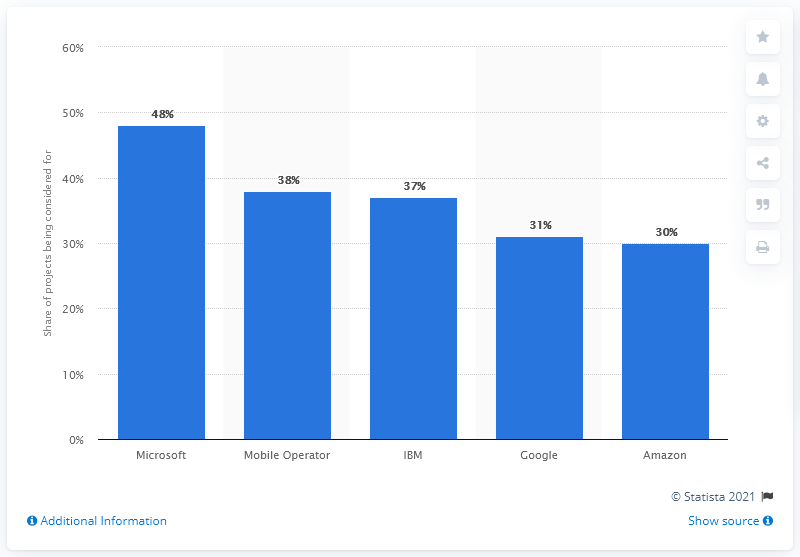 60%
50%
40%
30%
20%
10%
0%
Share of projects being considered for
48%
38%
37%
31%
30%
Microsoft
Mobile Operator
IBM
Google
Amazon
© Statista 2021
Additional Information
Show source